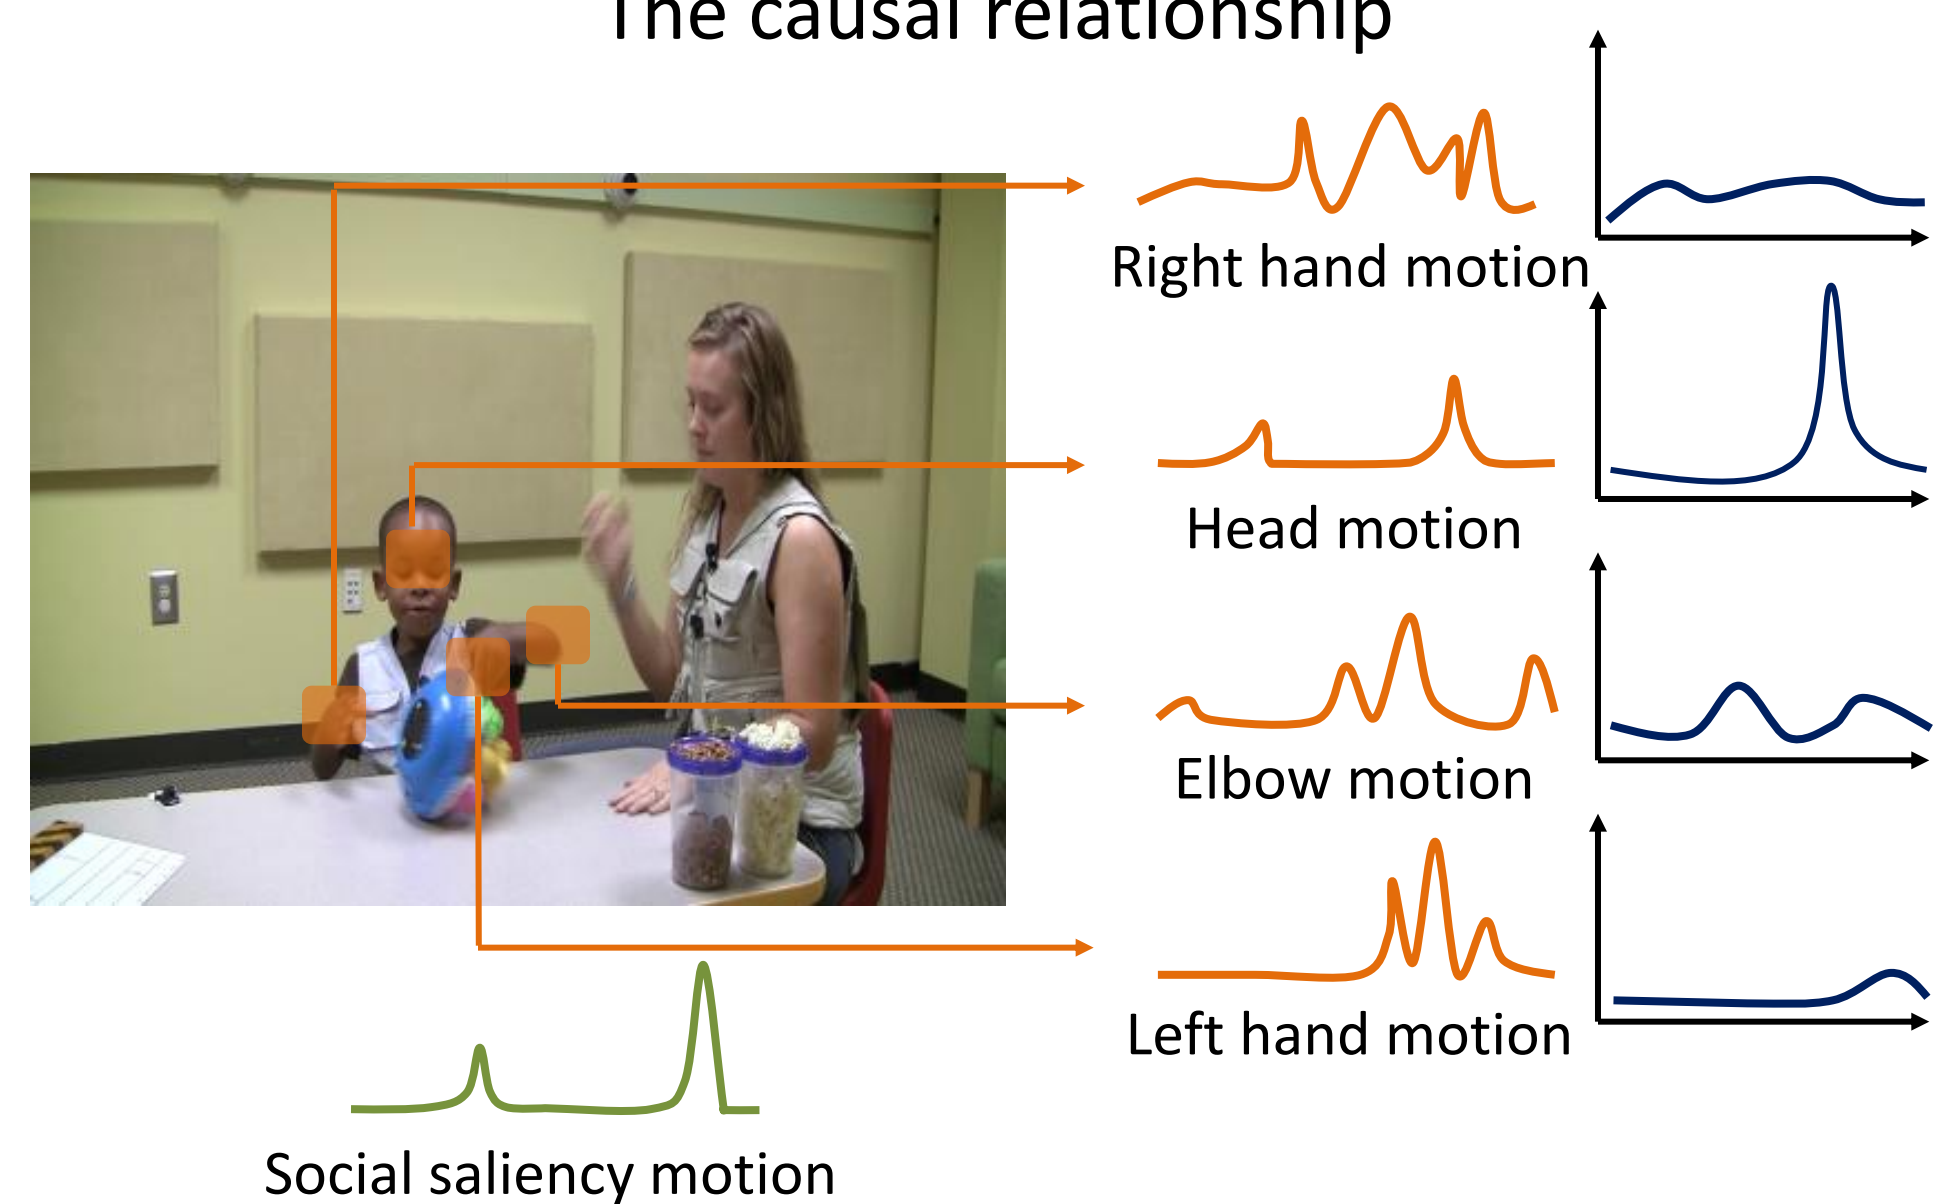 The causal relationship
Right hand motion
Head motion
Elbow motion
Left hand motion
Social saliency motion